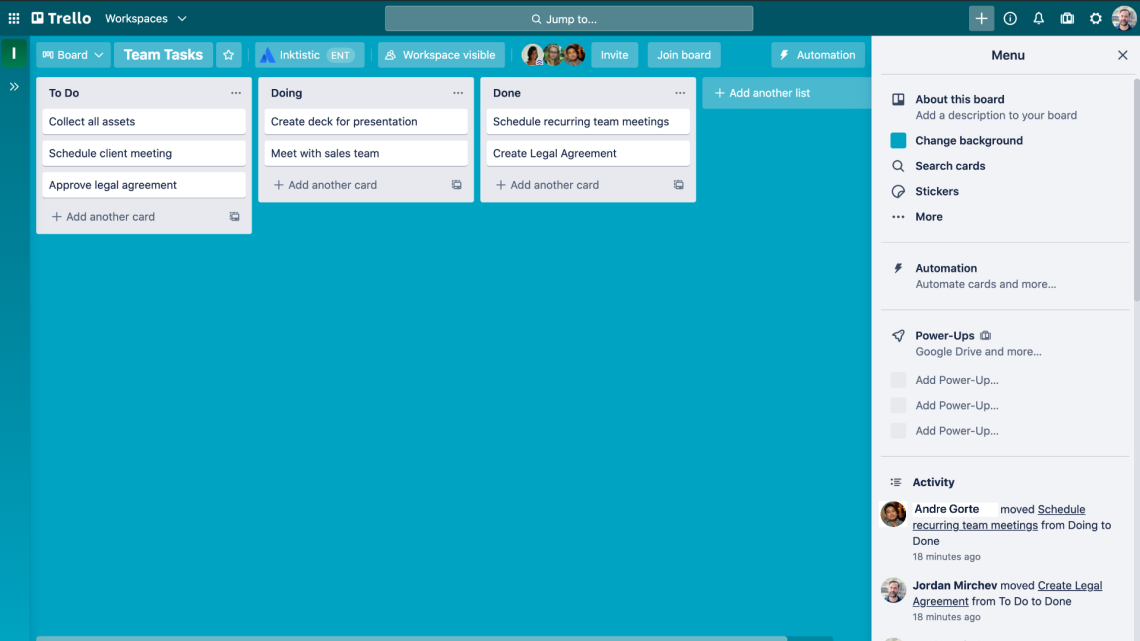 Trello Workspaces Jump to...
I Board Team Tasks Inktistic ENT Workspace visible Invite Join board Automation
To Do
Collect all assets
Schedule client meeting
Approve legal agreement
Add another card
Doing
Create deck for presentation
Meet with sales team
Add another card
Done
Schedule recurring team meetings
Create Legal Agreement
Add another card
Add another list
Menu
About this board
Add a description to your board
Change background
Search cards
Stickers
More
Automation
Automate cards and more...
Power-Ups
Google Drive and more...
Add Power-Up...
Add Power-Up...
Add Power-Up...
Activity
Andre Gorte moved Schedule
recurring team meetings from Doing to
Done
18 minutes ago
Jordan Mirchev moved Create Legal
Agreement from To Do to Done
18 minutes ago